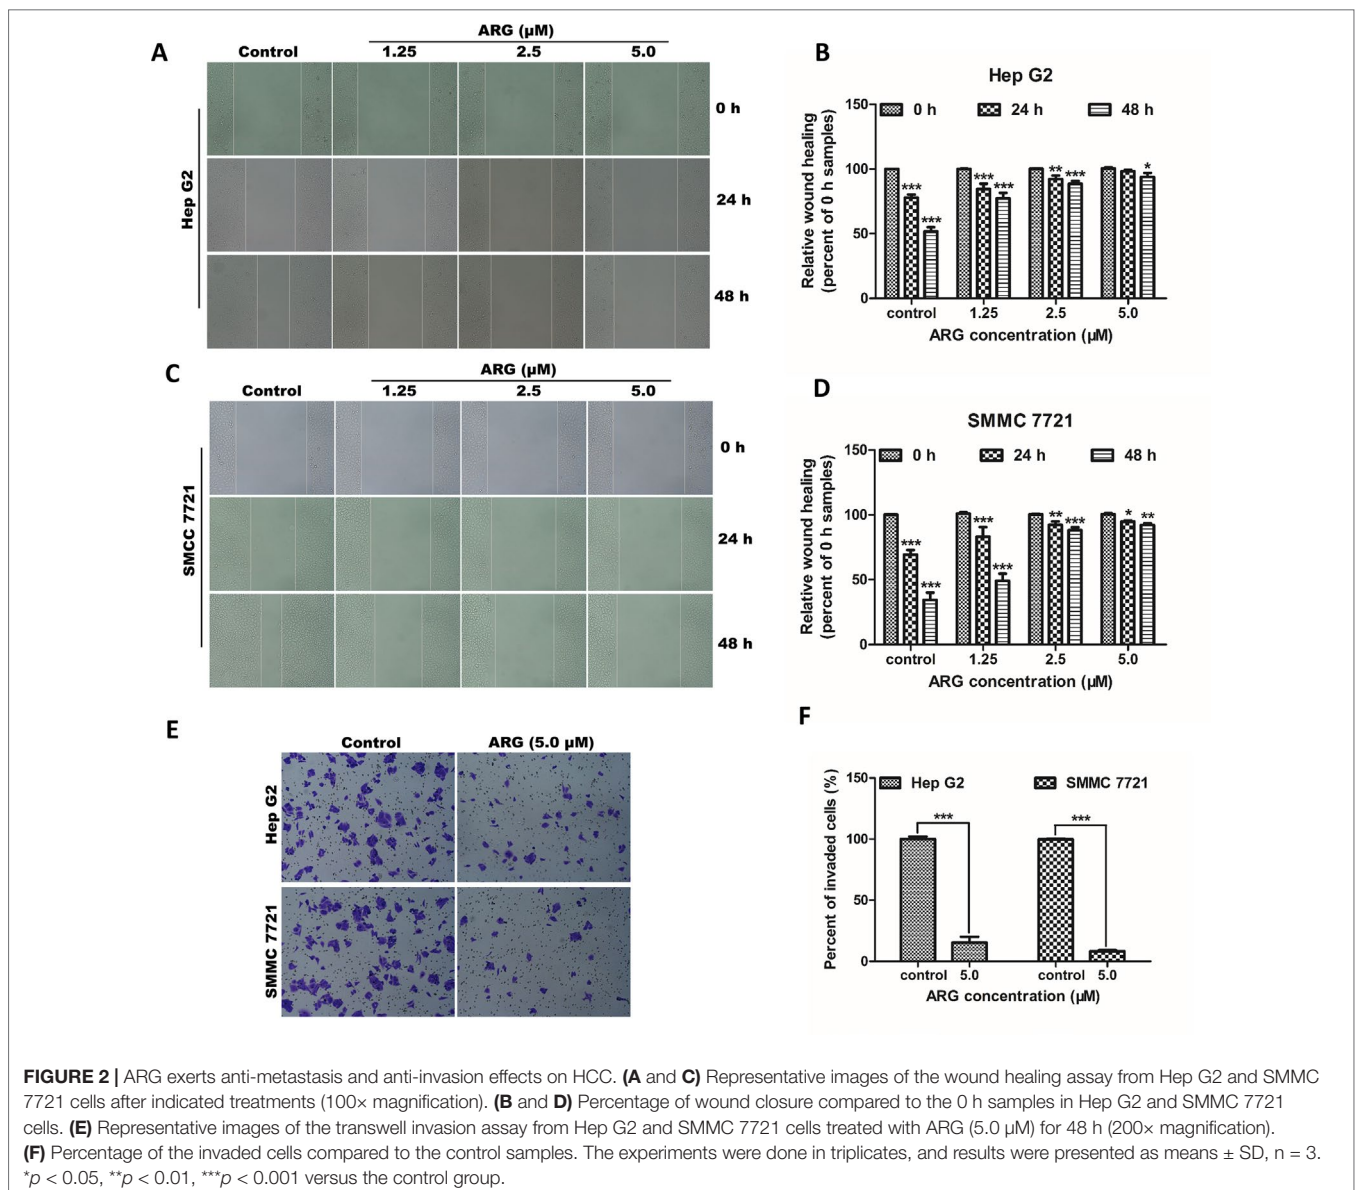 A
ARG (µM)
Control 1.25 2.5 5.0
Hep G2
0 h
24 h
48 h
B
Hep G2
0 h 24 h 48 h
Relative wound healing
(percent of 0 h samples)
150
100
50
0
*** *** *** *** ** *** *
control 1.25 2.5 5.0
ARG concentration (µM)
C
ARG (µM)
Control 1.25 2.5 5.0
SMCC 7721
0 h
24 h
48 h
D
SMMC 7721
0 h 24 h 48 h
Relative wound healing
(percent of 0 h samples)
150
100
50
0
*** *** *** *** ** *** * **
control 1.25 2.5 5.0
ARG concentration (µM)
E
Control ARG (5.0 µM)
Hep G2
SMMC 7721
F
Hep G2 SMMC 7721
Percent of invaded cells (%)
150
100
50
0
*** ***
control 5.0 control 5.0
ARG concentration (µM)
FIGURE 2 | ARG exerts anti-metastasis and anti-invasion effects on HCC. (A and C) Representative images of the wound healing assay from Hep G2 and SMMC
7721 cells after indicated treatments (100× magnification). (B and D) Percentage of wound closure compared to the 0 h samples in Hep G2 and SMMC 7721
cells. (E) Representative images of the transwell invasion assay from Hep G2 and SMMC 7721 cells treated with ARG (5.0 µM) for 48 h (200× magnification).
(F) Percentage of the invaded cells compared to the control samples. The experiments were done in triplicates, and results were presented as means ± SD, n = 3.
*p < 0.05, **p < 0.01, ***p < 0.001 versus the control group.